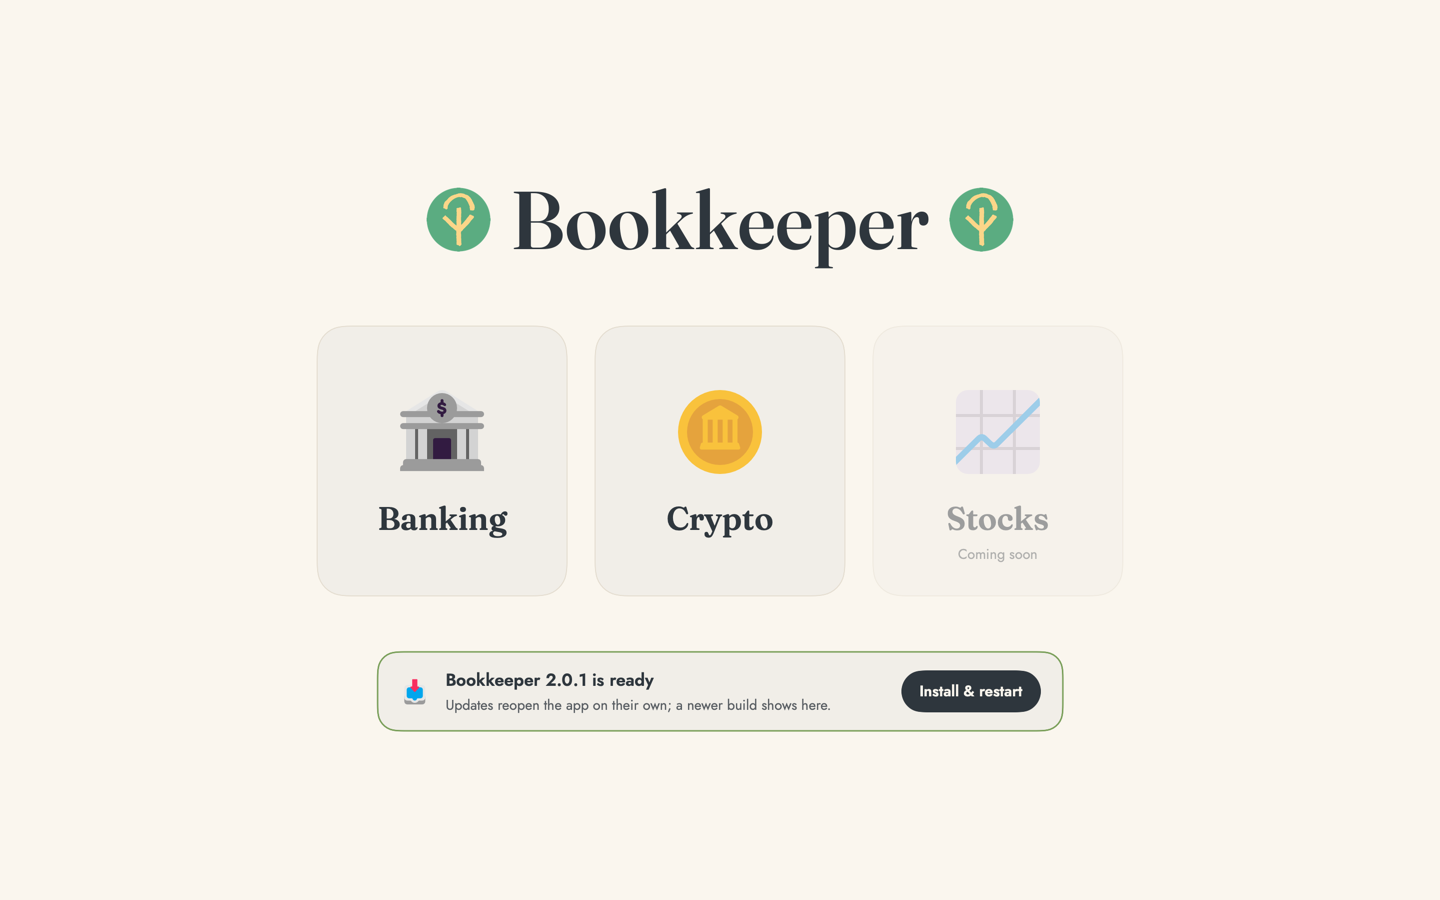 Bookkeeper
Banking
Crypto
Stocks
Coming soon
Bookkeeper 2.0.1 is ready
Updates reopen the app on their own; a newer build shows here.
Install & restart